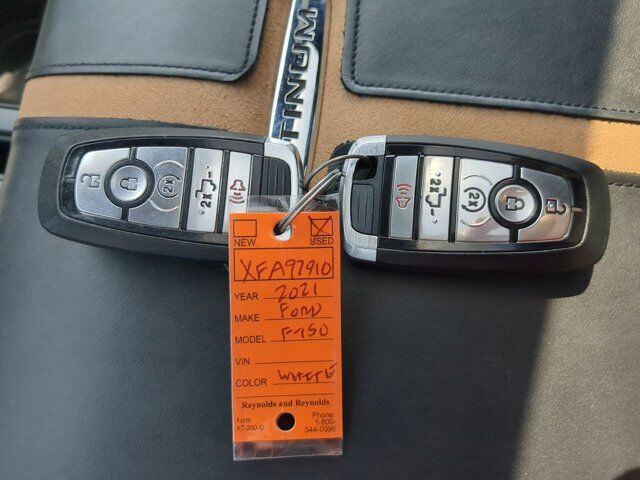 TINUM
NEW
USED
XFA97910
YEAR 2021
MAKE FORD
MODEL F-150
VIN
COLOR WHITE
Reynolds and Reynolds
Form
KT-200-O
Phone
1-800-
344-0996